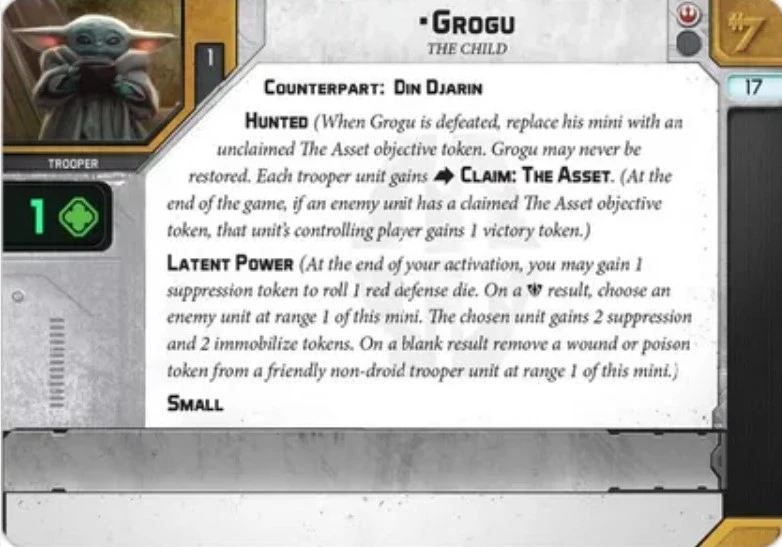 •GROGU
THE CHILD
#7
1
17
COUNTERPART: DIN DJARIN
HUNTED (When Grogu is defeated, replace his mini with an
unclaimed The Asset objective token. Grogu may never be
restored. Each trooper unit gains CLAIM: THE ASSET. (At the
end of the game, if an enemy unit has a claimed The Asset objective
token, that unit's controlling player gains 1 victory token.)
TROOPER
1
LATENT POWER (At the end of your activation, you may gain 1
suppression token to roll 1 red defense die. On a result, choose an
enemy unit at range 1 of this mini. The chosen unit gains 2 suppression
and 2 immobilize tokens. On a blank result remove a wound or poison
token from a friendly non-droid trooper unit at range 1 of this mini.)
SMALL